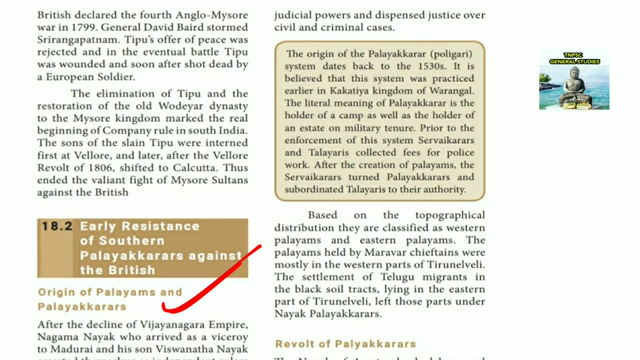 British declared the fourth Anglo-Mysore
war in 1799. General David Baird stormed
Srirangapatnam. Tipu's offer of peace was
rejected and in the eventual battle Tipu
was wounded and soon after shot dead by
a European Soldier.
The elimination of Tipu and the
restoration of the old Wodeyar dynasty
to the Mysore kingdom marked the real
beginning of Company rule in south India.
The sons of the slain Tipu were interned
first at Vellore, and later, after the Vellore
Revolt of 1806, shifted to Calcutta. Thus
ended the valiant fight of Mysore Sultans
against the British
18.2 Early Resistance
of Southern
Palayakkarars against
the British
Origin of Palayams and
Palayakkarars
After the decline of Vijayanagara Empire,
Nagama Nayak who arrived as a viceroy
to Madurai and his son Viswanatha Nayak
judicial powers and dispensed justice over
civil and criminal cases.
The origin of the Palayakkarar (poligari)
system dates back to the 1530s. It is
believed that this system was practiced
earlier in Kakatiya kingdom of Warangal.
The literal meaning of Palayakkarar is the
holder of a camp as well as the holder of
an estate on military tenure. Prior to the
enforcement of this system Servaikarars
and Talayaris collected fees for police
work. After the creation of palayams, the
Servaikarars turned Palayakkarars and
subordinated Talayaris to their authority.
Based on the topographical
distribution they are classified as western
palayams and eastern palayams. The
palayams held by Maravar chieftains were
mostly in the western parts of Tirunelveli.
The settlement of Telugu migrants in
the black soil tracts, lying in the eastern
part of Tirunelveli, left those parts under
Nayak Palayakkarars.
Revolt of Palyakkarars
TNPSC
GENERAL STUDIES